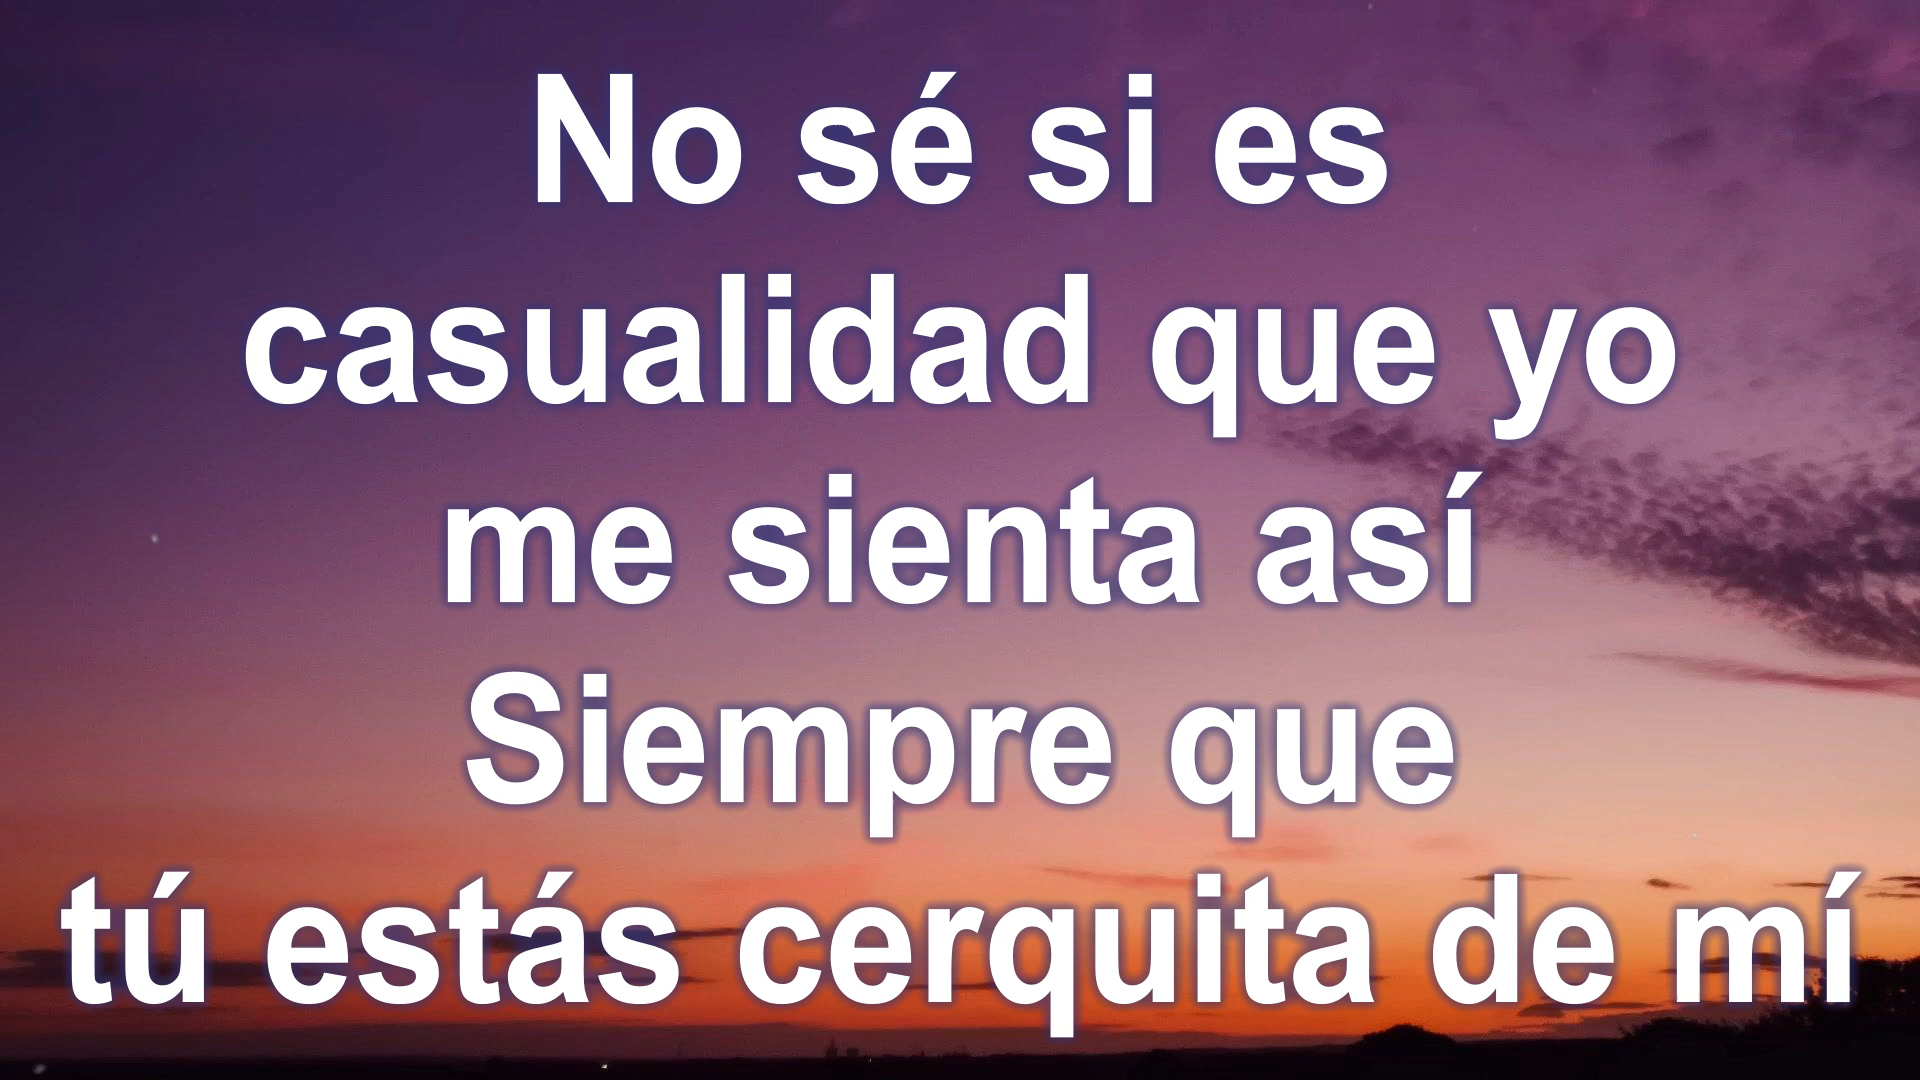 No sé si es
casualidad que yo
me sienta así
Siempre que
tú estás cerquita de mí